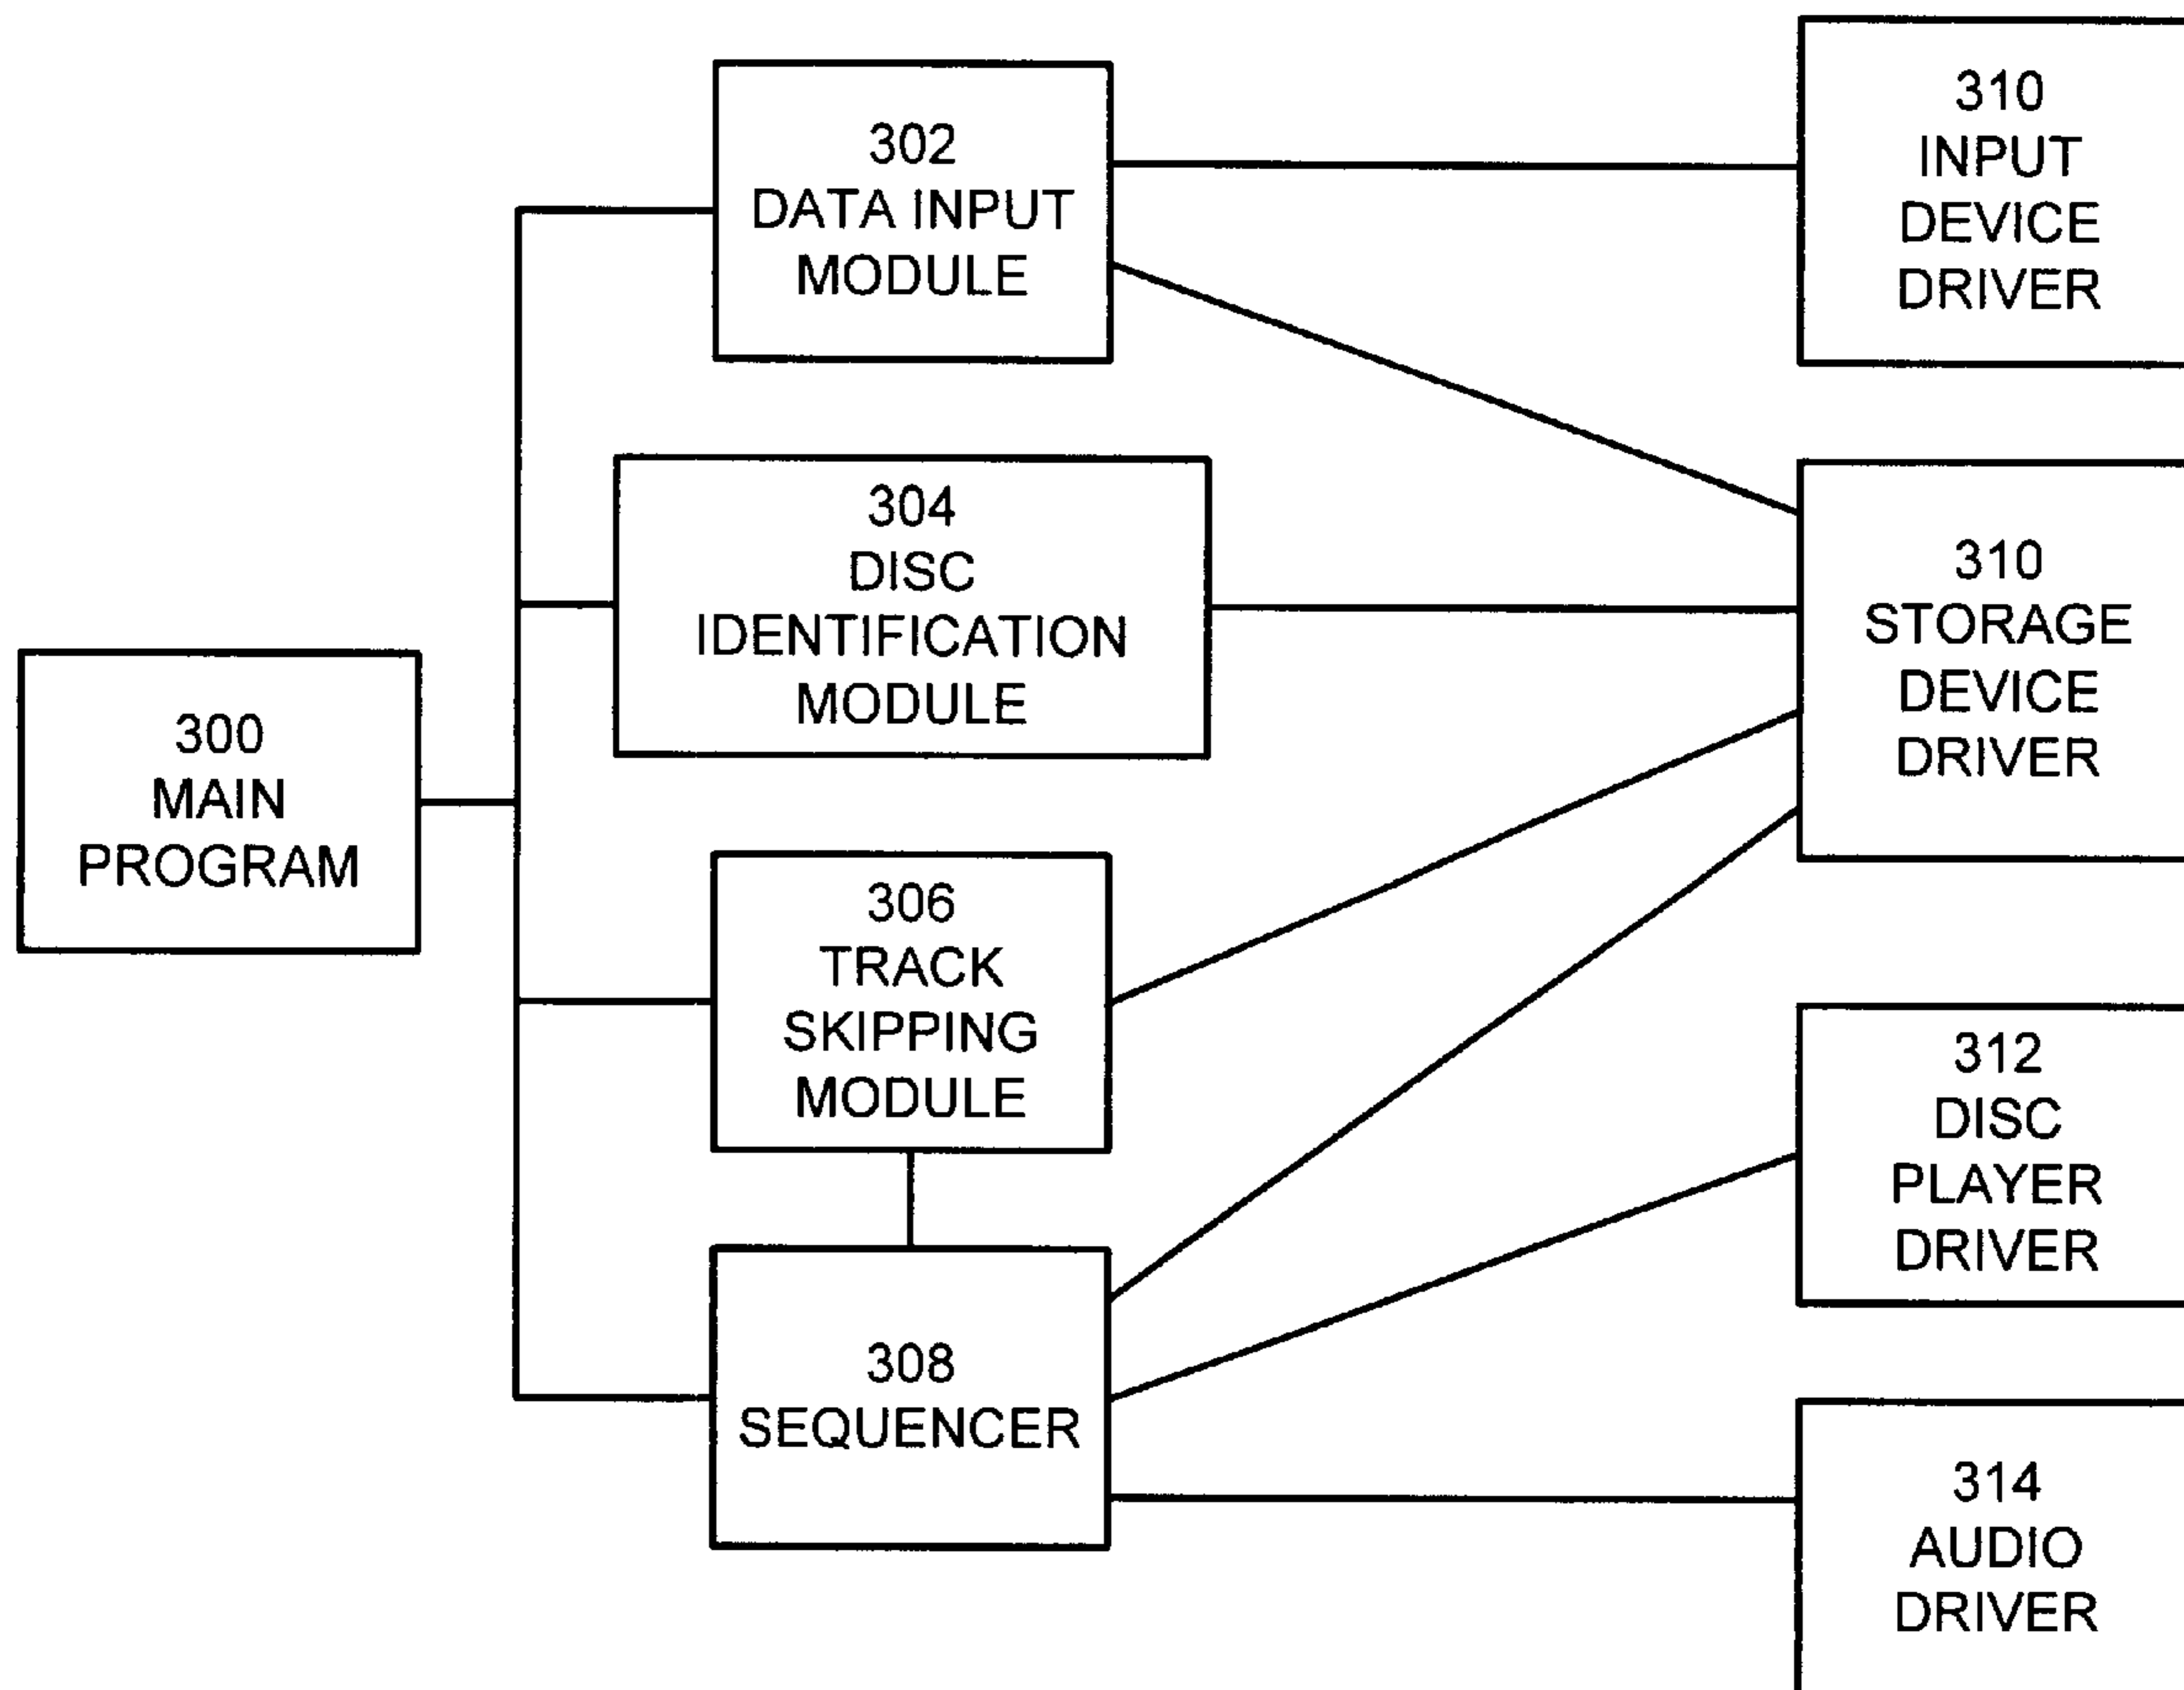 300
MAIN
PROGRAM
302
DATA INPUT
MODULE
304
DISC
IDENTIFICATION
MODULE
306
TRACK
SKIPPING
MODULE
308
SEQUENCER
310
INPUT
DEVICE
DRIVER
310
STORAGE
DEVICE
DRIVER
312
DISC
PLAYER
DRIVER
314
AUDIO
DRIVER